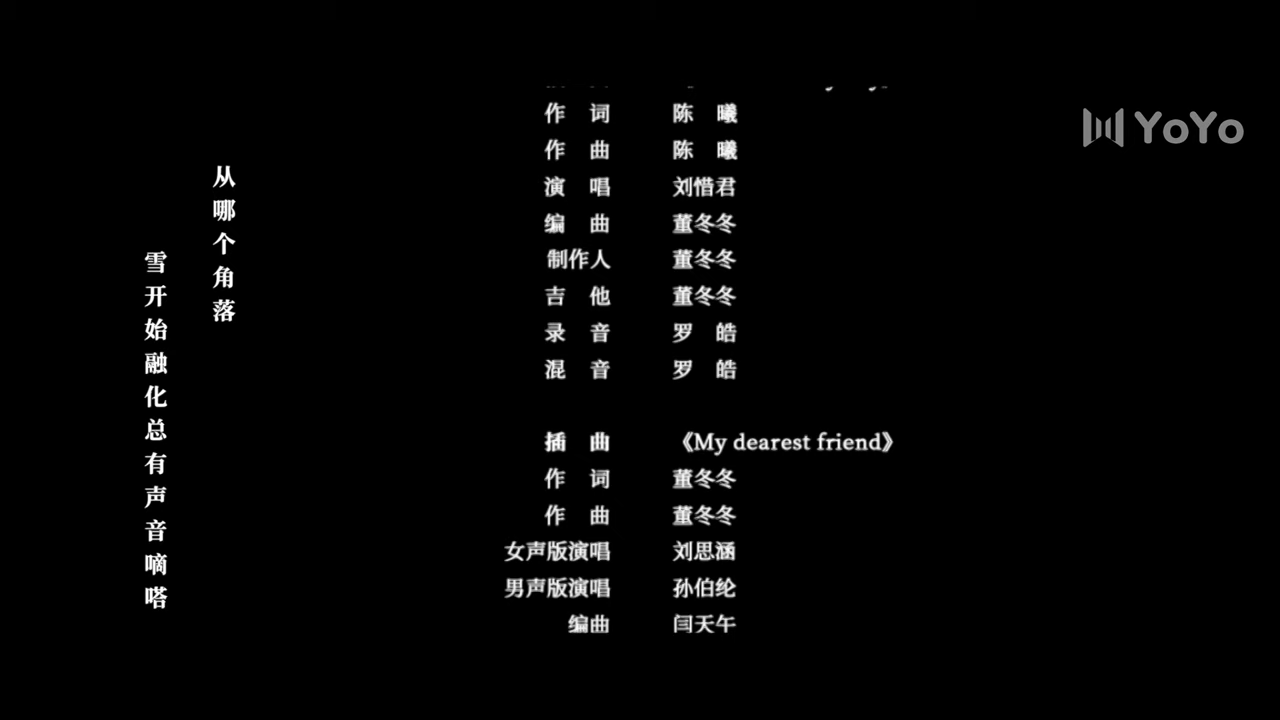 从哪个角落
雪开始融化总有声音嘀嗒
作 词 陈 曦
作 曲 陈 曦
演 唱 刘惜君
编 曲 董冬冬
制作人 董冬冬
吉 他 董冬冬
录 音 罗 皓
混 音 罗 皓
插 曲 《My dearest friend》
作 词 董冬冬
作 曲 董冬冬
女声版演唱 刘思涵
男声版演唱 孙伯纶
编曲 闫天午
YoYo